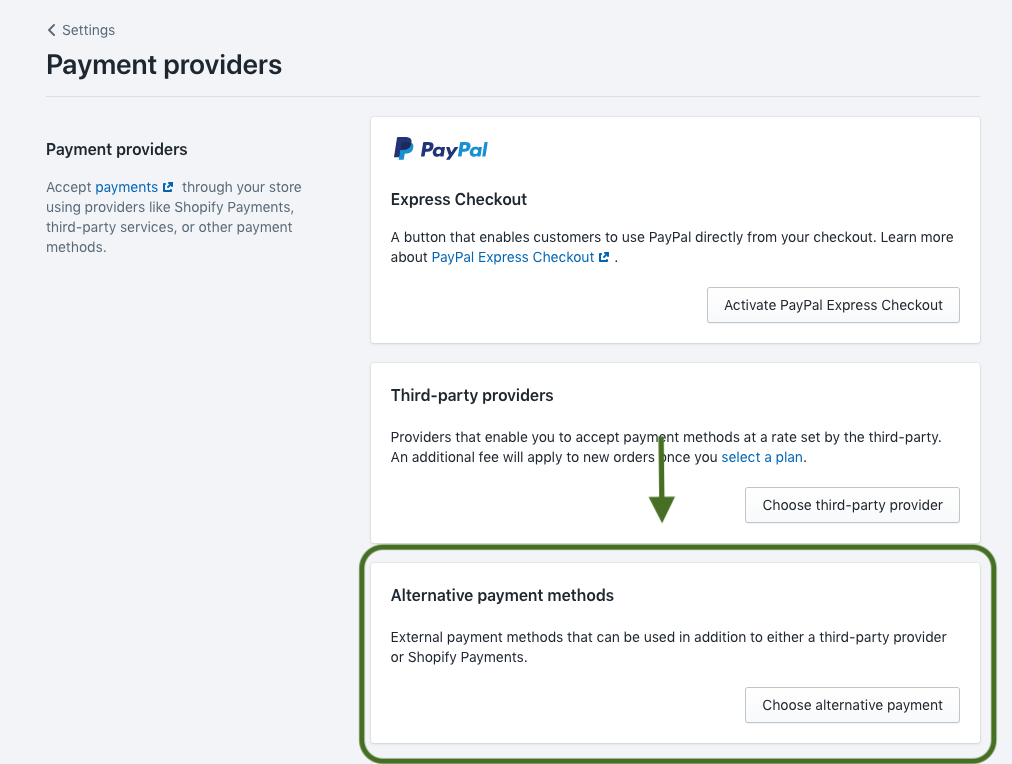 Settings
Payment providers
Payment providers
Accept payments through your store
using providers like Shopify Payments,
third-party services, or other payment
methods.
PayPal
Express Checkout
A button that enables customers to use PayPal directly from your checkout. Learn more
about PayPal Express Checkout .
Activate PayPal Express Checkout
Third-party providers
Providers that enable you to accept payment methods at a rate set by the third-party.
An additional fee will apply to new orders once you select a plan.
Choose third-party provider
Alternative payment methods
External payment methods that can be used in addition to either a third-party provider
or Shopify Payments.
Choose alternative payment